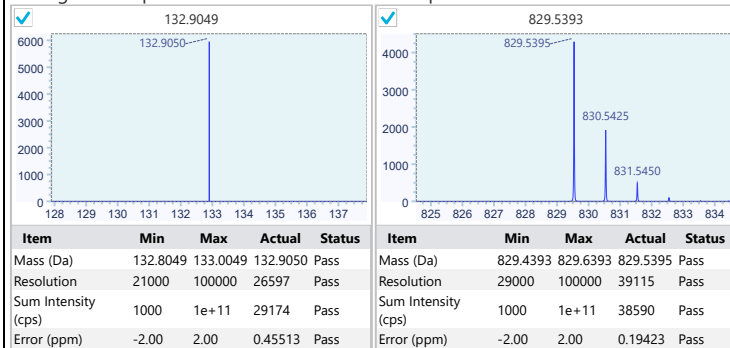 132.9049
6000
5000
4000
3000
2000
1000
0
132.9050
128 129 130 131 132 133 134 135 136 137
Item Min Max Actual Status
Mass (Da) 132.8049 133.0049 132.9050 Pass
Resolution 21000 100000 26597 Pass
Sum Intensity (cps) 1000 1e+11 29174 Pass
Error (ppm) -2.00 2.00 0.45513 Pass
829.5393
4000
3000
2000
1000
0
829.5395
830.5425
831.5450
825 826 827 828 829 830 831 832 833 834
Item Min Max Actual Status
Mass (Da) 829.4393 829.6393 829.5395 Pass
Resolution 29000 100000 39115 Pass
Sum Intensity (cps) 1000 1e+11 38590 Pass
Error (ppm) -2.00 2.00 0.19423 Pass